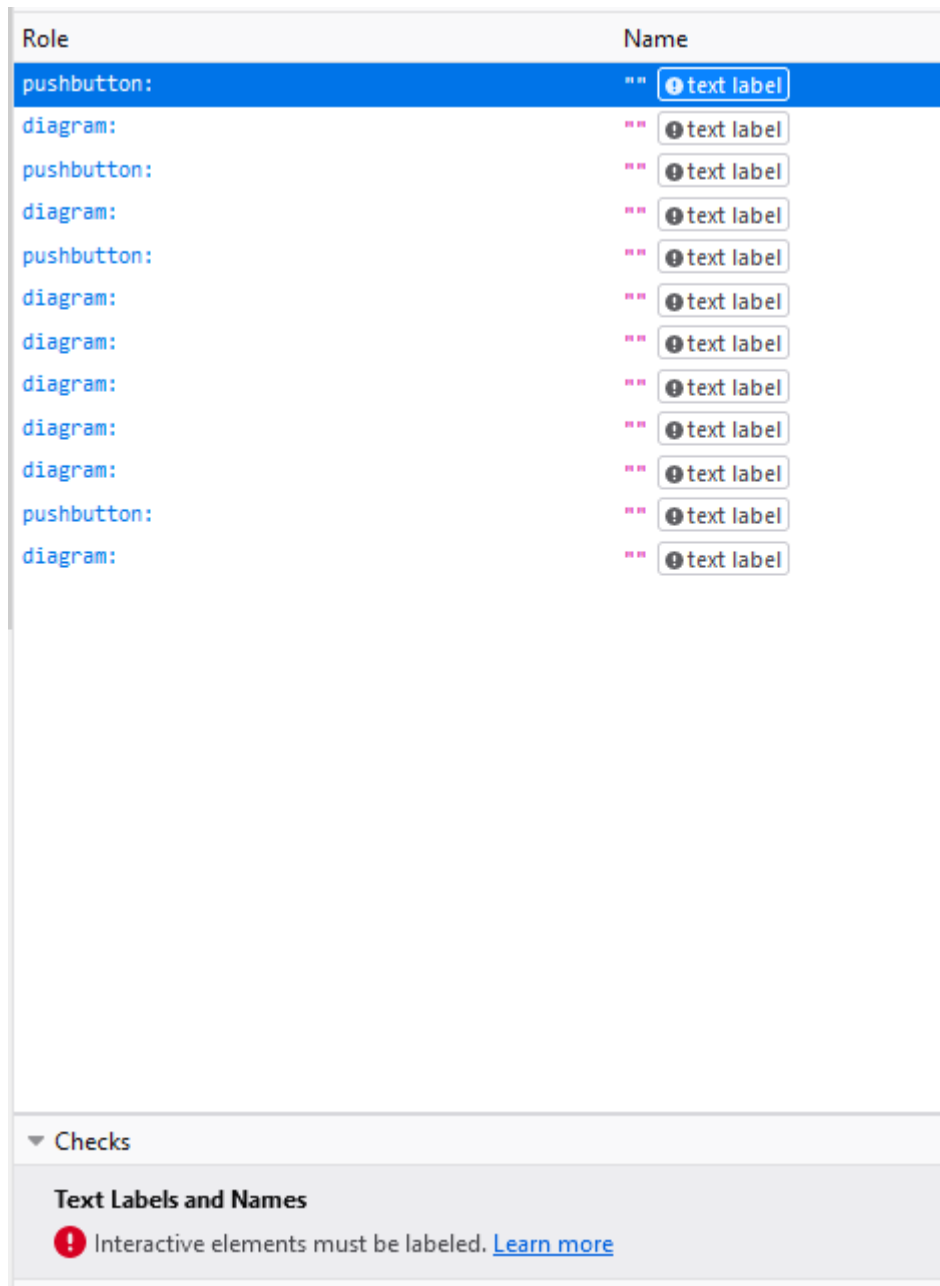 Role Name
pushbutton: "" text label
diagram: "" text label
pushbutton: "" text label
diagram: "" text label
pushbutton: "" text label
diagram: "" text label
diagram: "" text label
diagram: "" text label
diagram: "" text label
diagram: "" text label
pushbutton: "" text label
diagram: "" text label
Checks
Text Labels and Names
Interactive elements must be labeled. Learn more